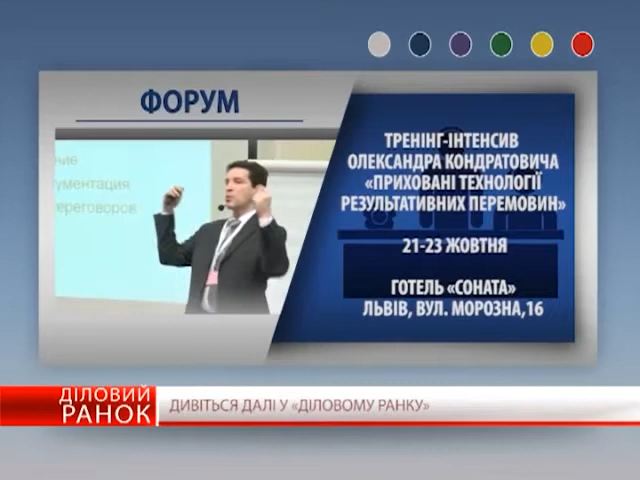 ФОРУМ
ние
ументация
ереговоров
ТРЕНІНГ-ІНТЕНСИВ
ОЛЕКСАНДРА КОНДРАТОВИЧА
«ПРИХОВАНІ ТЕХНОЛОГІЇ
РЕЗУЛЬТАТИВНИХ ПЕРЕМОВИН»
21-23 ЖОВТНЯ
ГОТЕЛЬ «СОНАТА»
ЛЬВІВ, ВУЛ. МОРОЗНА,16
ДІЛОВИЙ
РАНОК
ДИВІТЬСЯ ДАЛІ У «ДІЛОВОМУ РАНКУ»